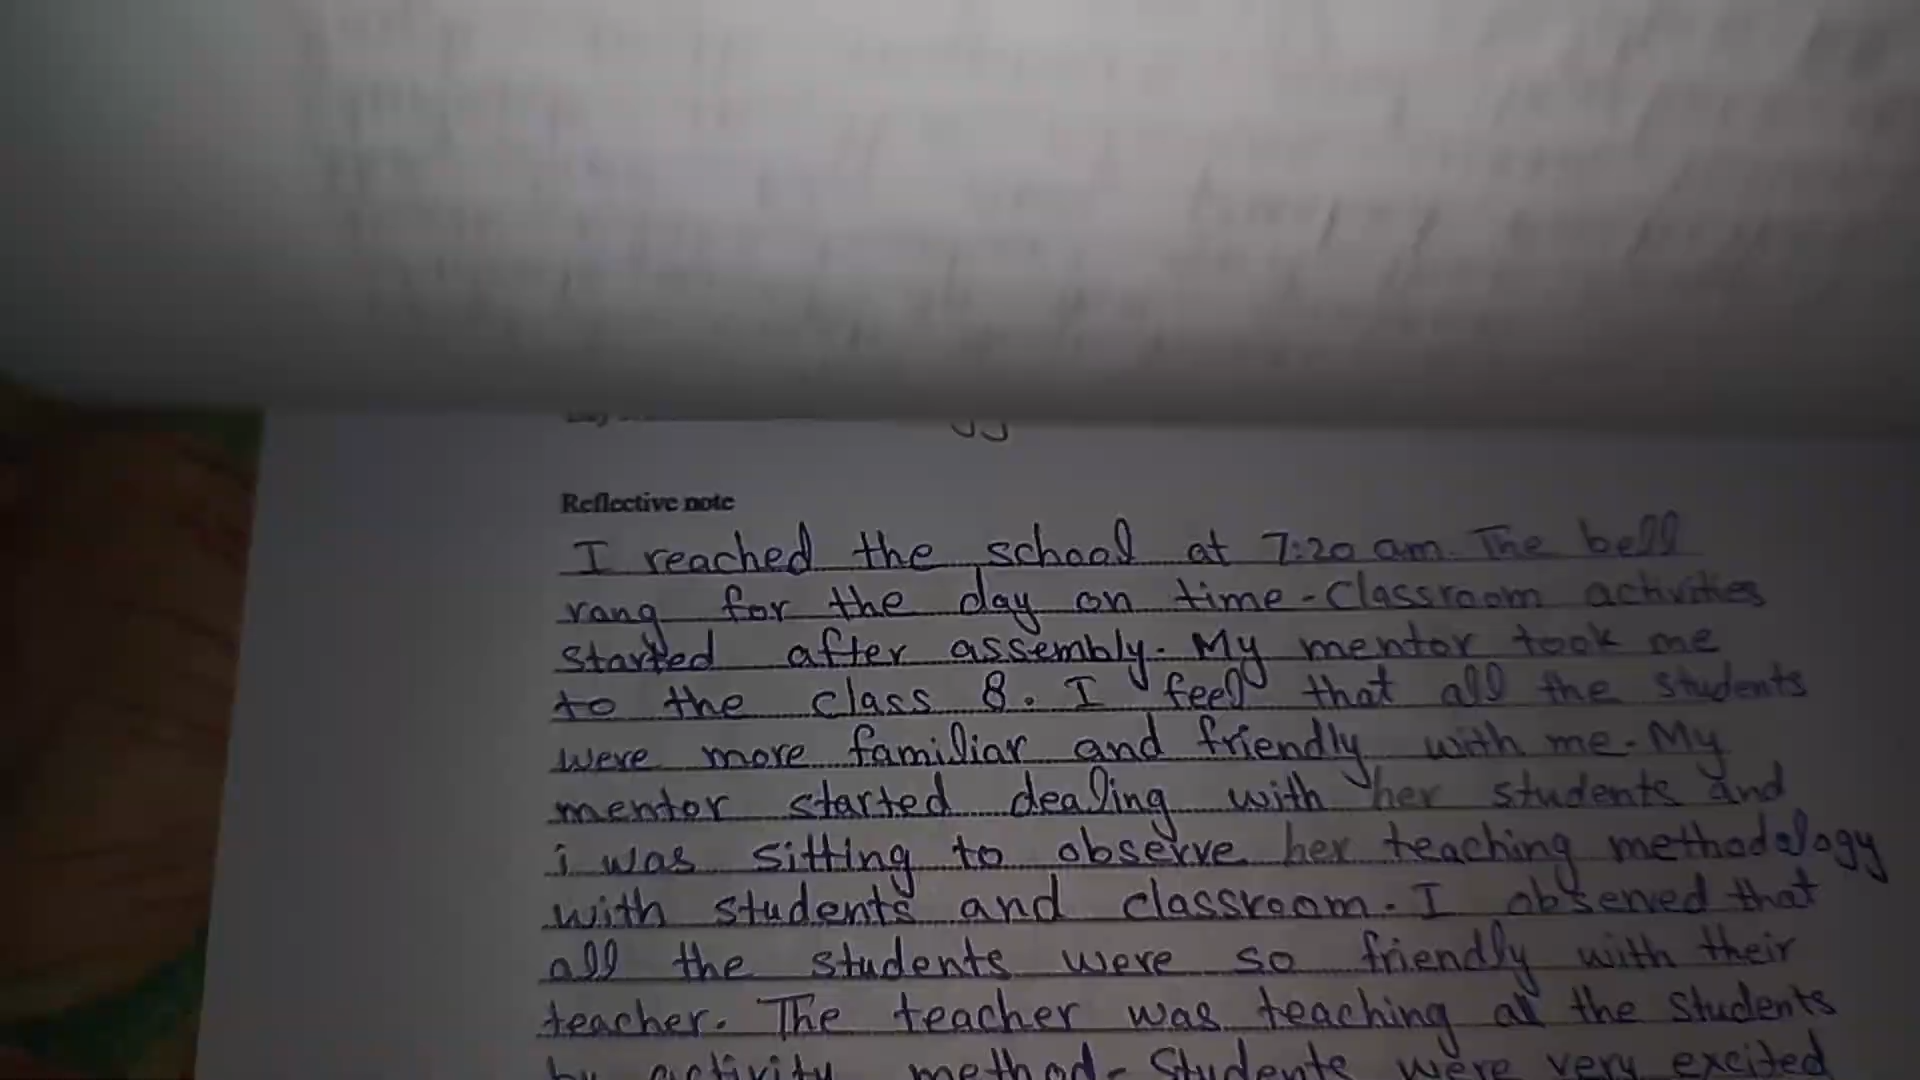 Reflective note
I reached the school at 7:20 am. The bell
rang for the day on time - Classroom activities
started after assembly. My mentor took me
to the class 8. I feel that all the students
were more familiar and friendly with me. My
mentor started dealing with her students and
i was sitting to observe her teaching methodology
with students and classroom. I observed that
all the students were so friendly with their
teacher. The teacher was teaching all the students
by activity method - Students were very excited